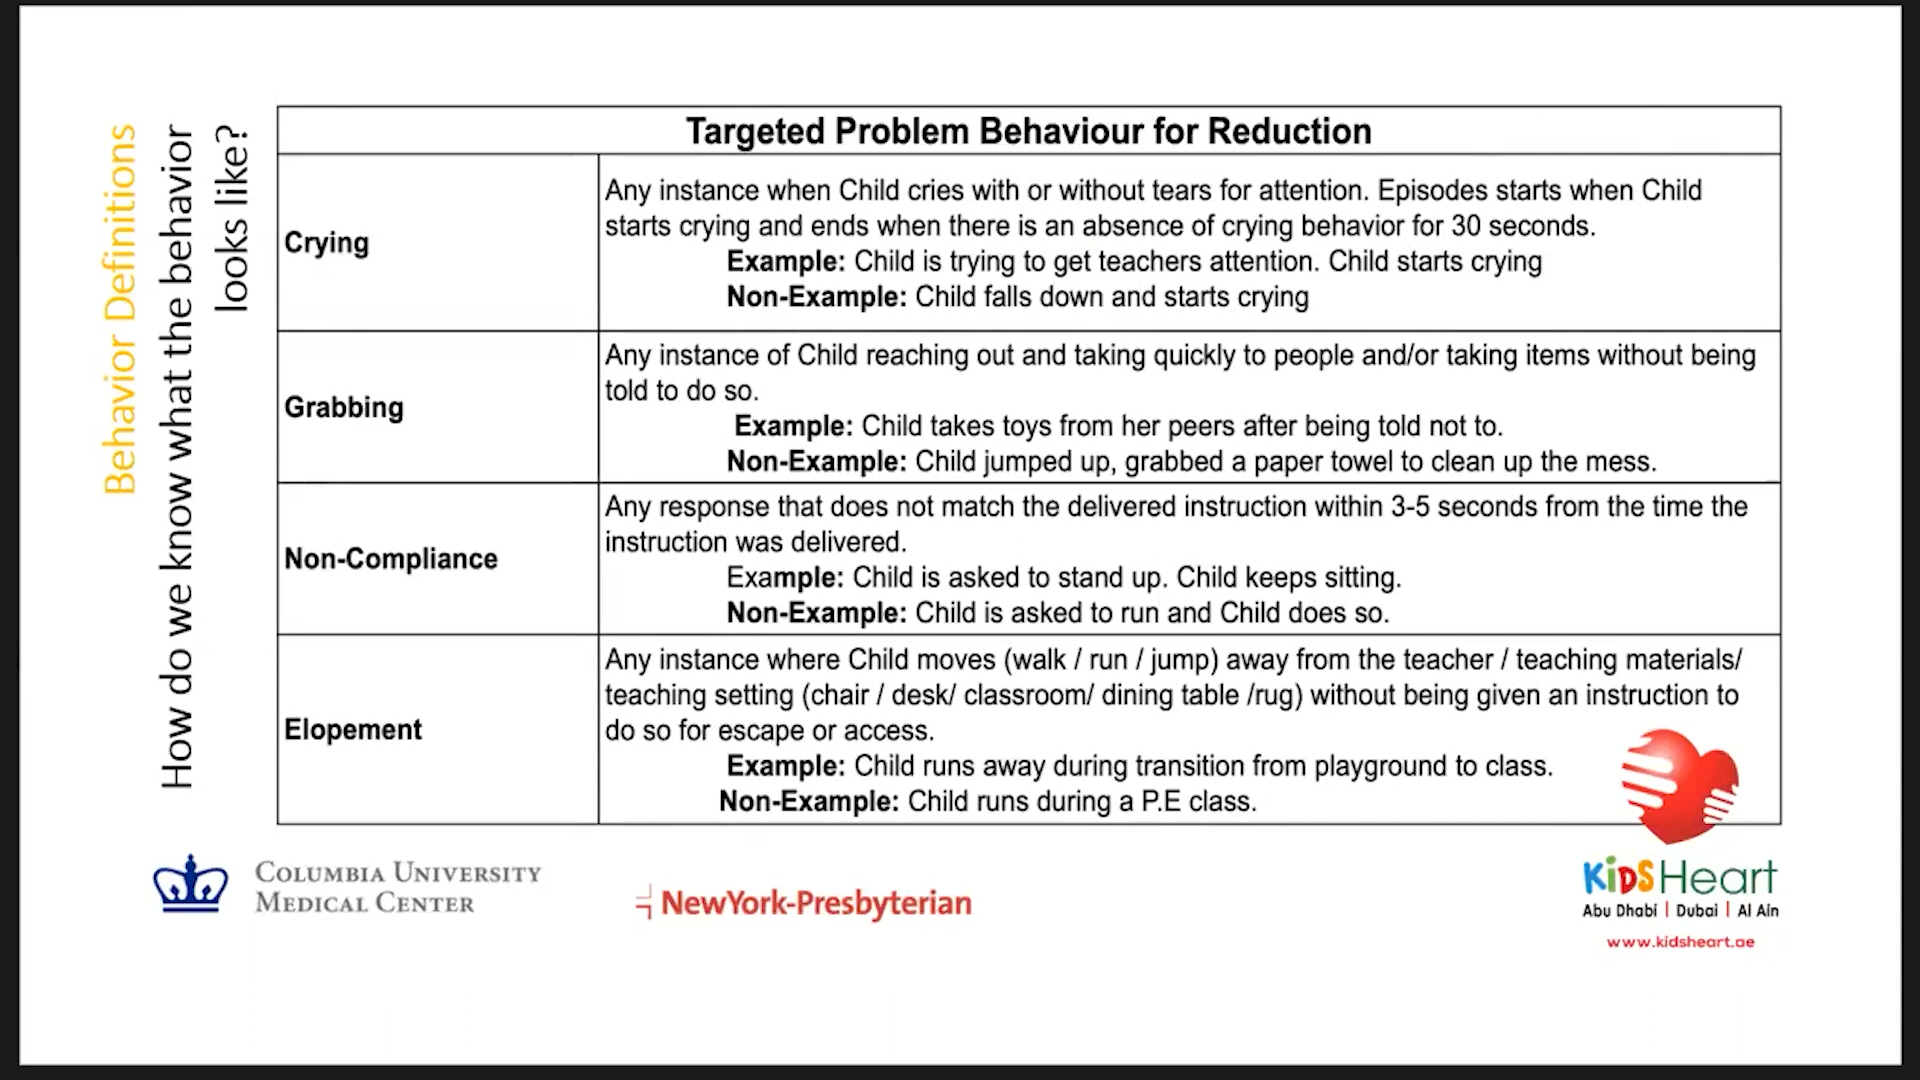 Behavior Definitions
How do we know what the behavior
looks like?
Targeted Problem Behaviour for Reduction
Crying
Any instance when Child cries with or without tears for attention. Episodes starts when Child
starts crying and ends when there is an absence of crying behavior for 30 seconds.
Example: Child is trying to get teachers attention. Child starts crying
Non-Example: Child falls down and starts crying
Grabbing
Any instance of Child reaching out and taking quickly to people and/or taking items without being
told to do so.
Example: Child takes toys from her peers after being told not to.
Non-Example: Child jumped up, grabbed a paper towel to clean up the mess.
Non-Compliance
Any response that does not match the delivered instruction within 3-5 seconds from the time the
instruction was delivered.
Example: Child is asked to stand up. Child keeps sitting.
Non-Example: Child is asked to run and Child does so.
Elopement
Any instance where Child moves (walk / run / jump) away from the teacher / teaching materials/
teaching setting (chair / desk/ classroom/ dining table /rug) without being given an instruction to
do so for escape or access.
Example: Child runs away during transition from playground to class.
Non-Example: Child runs during a P.E class.
COLUMBIA UNIVERSITY
MEDICAL CENTER
NewYork-Presbyterian
KiDS Heart
Abu Dhabi | Dubai | Al Ain
www.kidsheart.ae